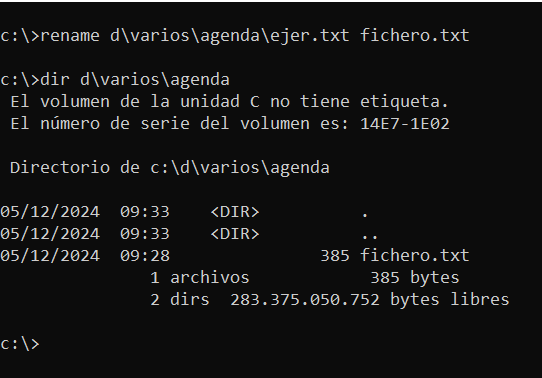 c:\>rename d\varios\agenda\ejer.txt fichero.txt
c:\>dir d\varios\agenda
El volumen de la unidad C no tiene etiqueta.
El número de serie del volumen es: 14E7-1E02
Directorio de c:\d\varios\agenda
05/12/2024  09:33    <DIR>          .
05/12/2024  09:33    <DIR>          ..
05/12/2024  09:28               385 fichero.txt
1 archivos            385 bytes
2 dirs  283.375.050.752 bytes libres
c:\>